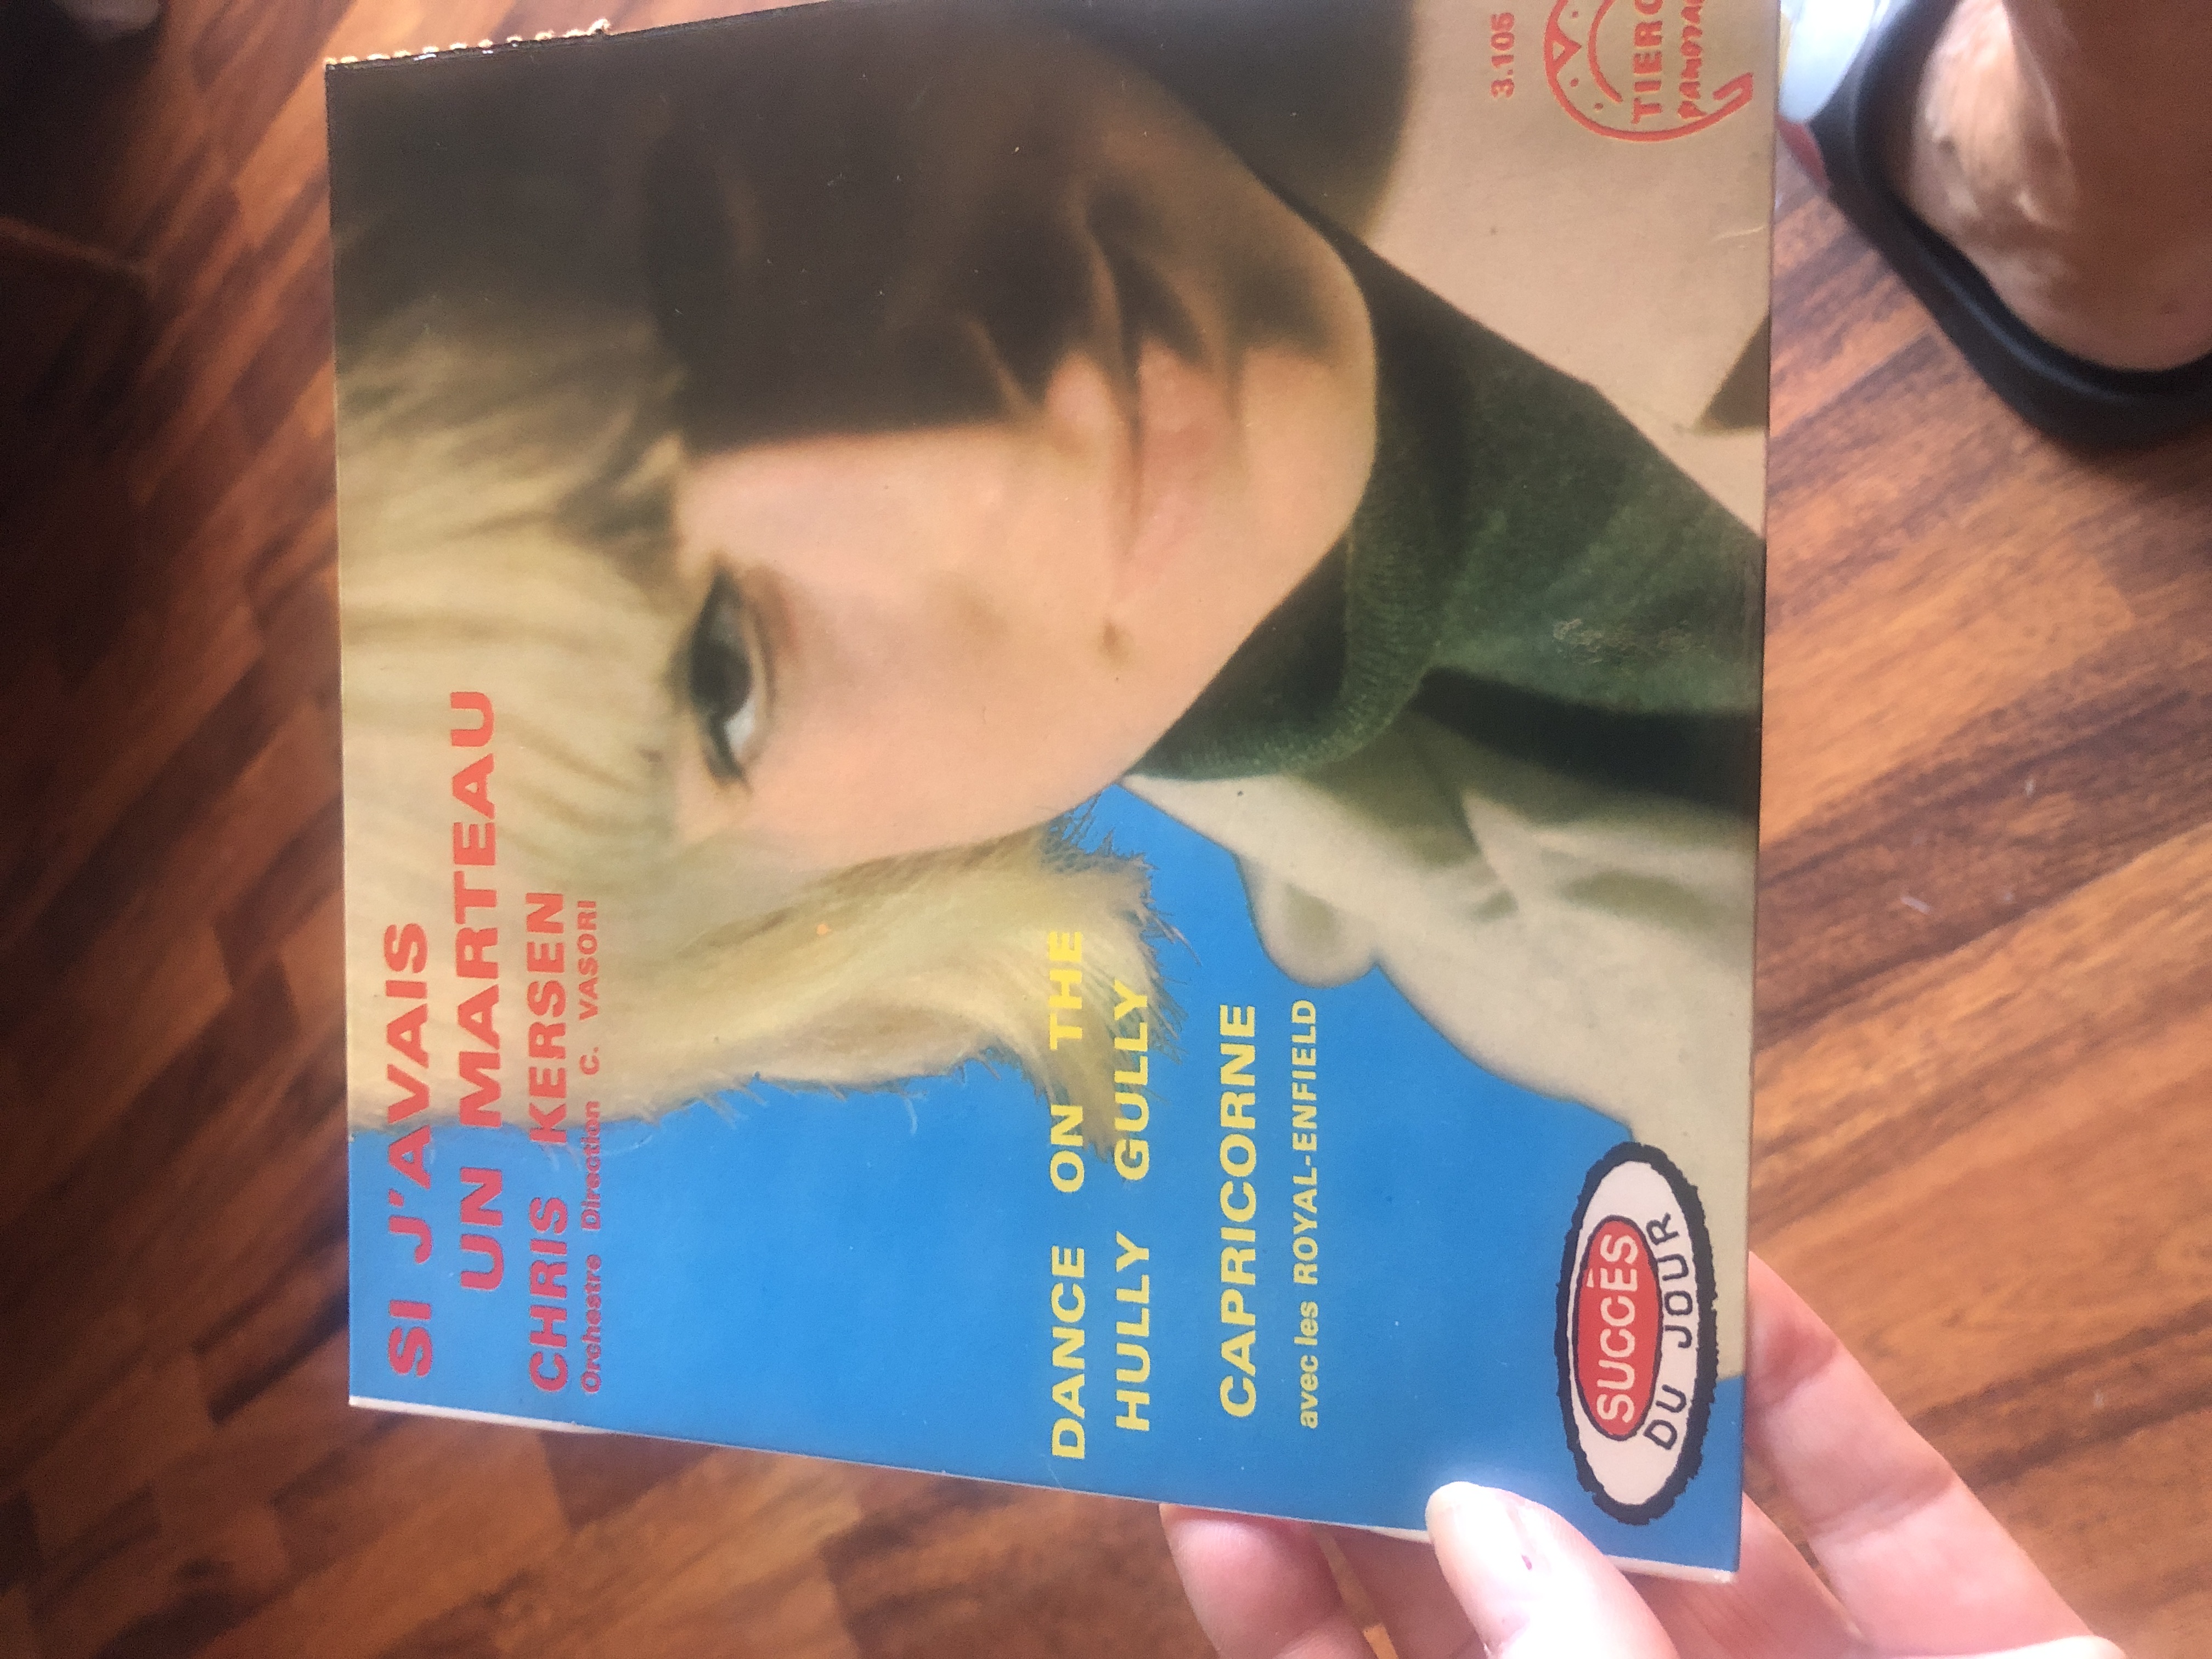 SI J'AVAIS
UN MARTEAU
CHRIS KERSEN
Orchestre Direction C. VASORI
DANCE ON THE
HULLY GULLY
CAPRICORNE
avec les ROYAL-ENFIELD
SUCCÈS
DU JOUR
3.105